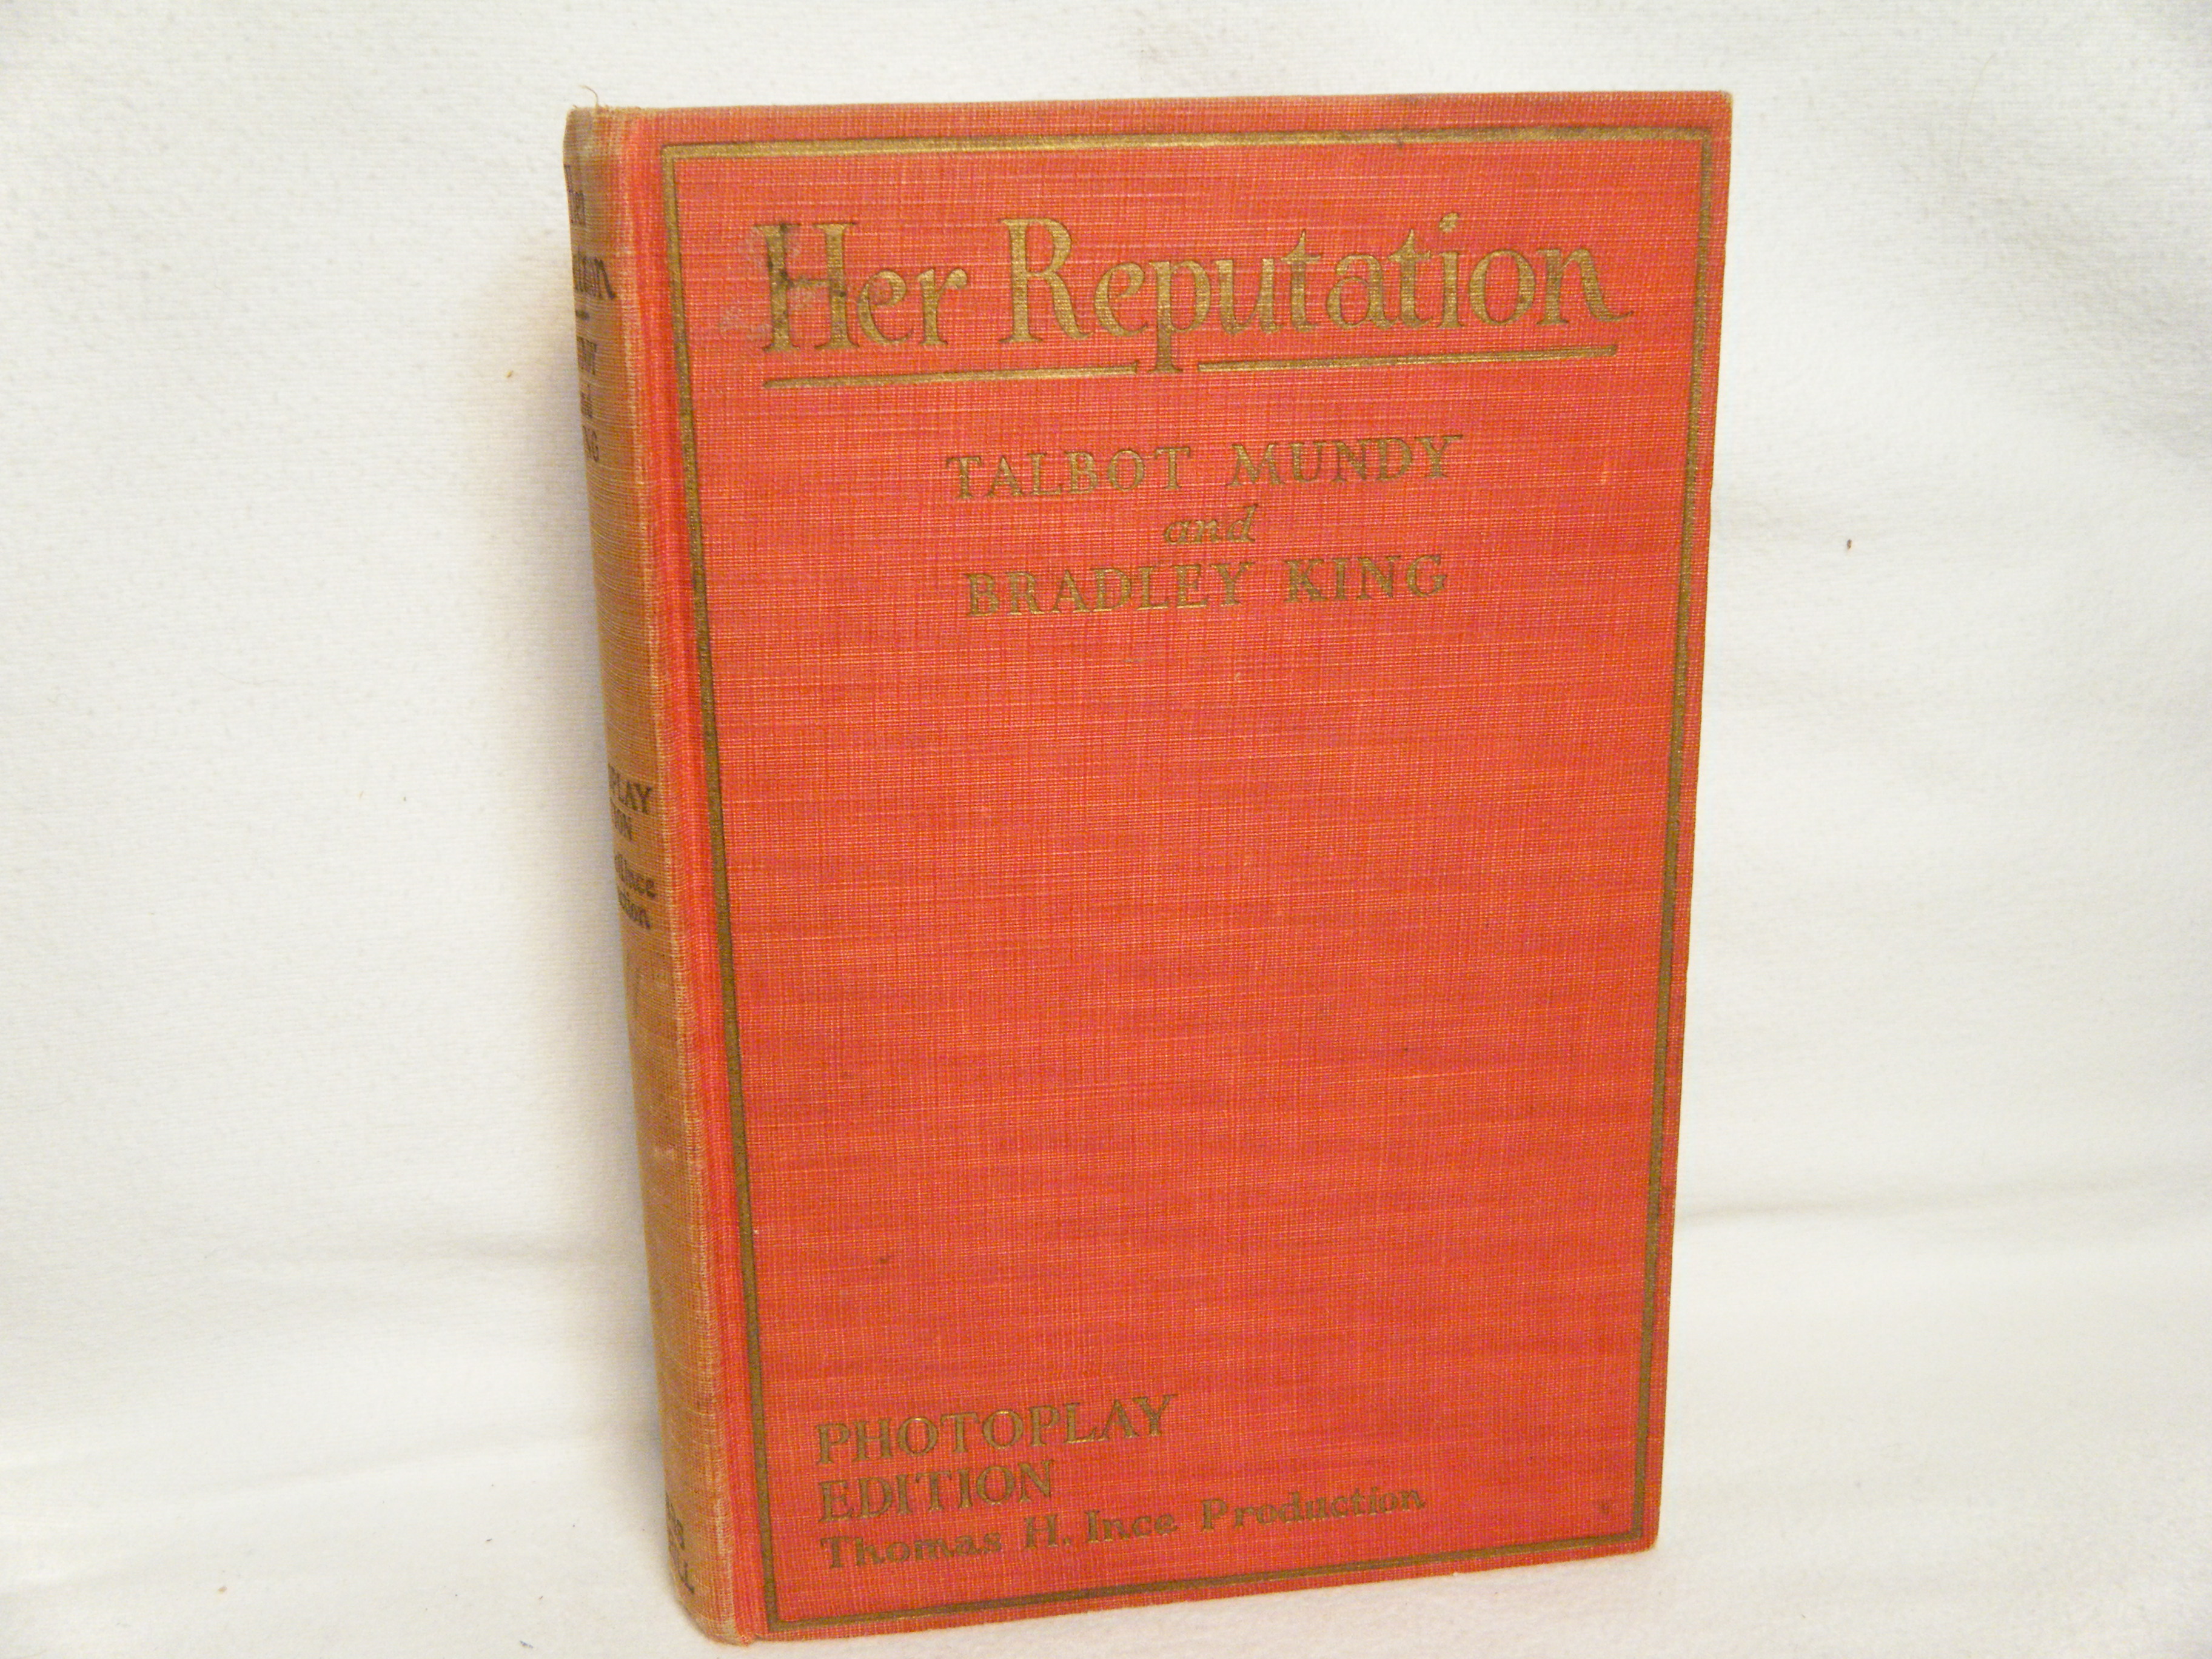 Her Reputation
TALBOT MUNDY
and
BRADLEY KING
PHOTOPLAY
EDITION
Thomas H. Ince Production